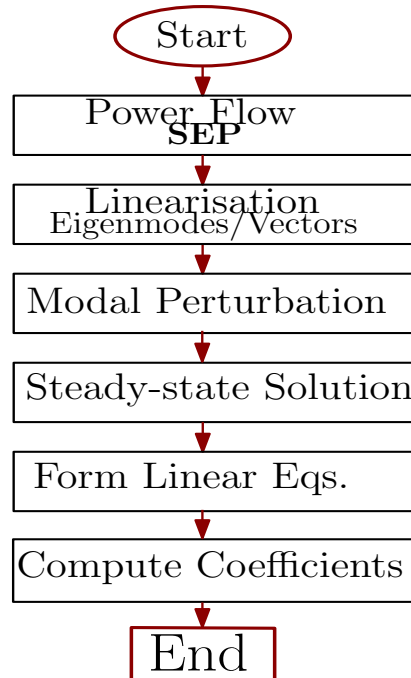 Start
Power Flow
SEP
Linearisation
Eigenmodes/Vectors
Modal Perturbation
Steady-state Solution
Form Linear Eqs.
Compute Coefficients
End